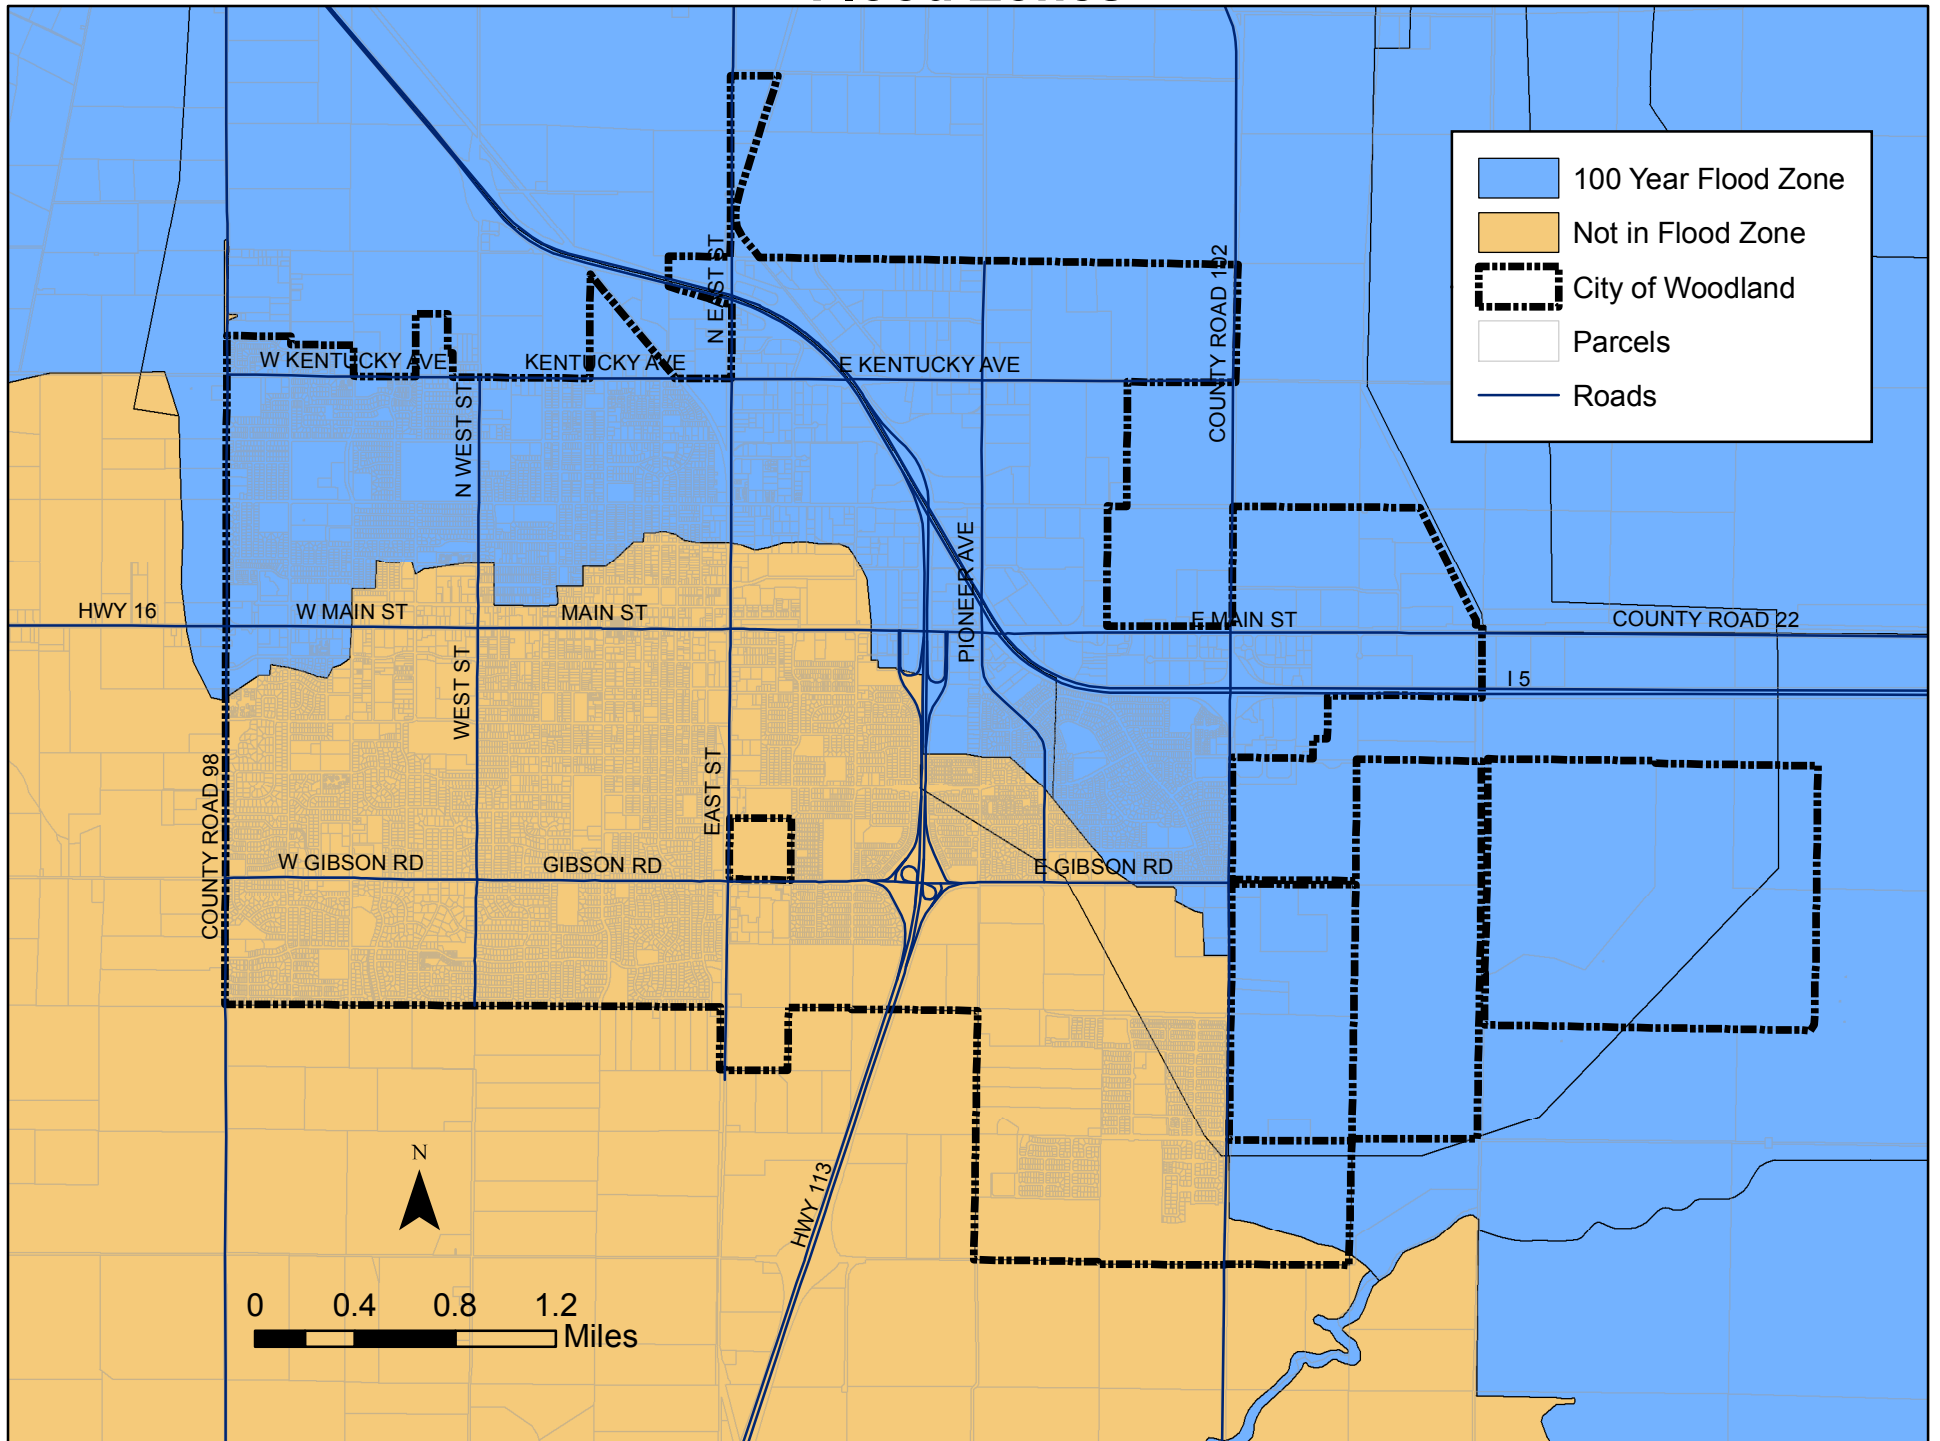 Flood Zones
100 Year Flood Zone
Not in Flood Zone
City of Woodland
Parcels
Roads
N EAST ST
COUNTY ROAD 102
W KENTUCKY AVE
KENTUCKY AVE
E KENTUCKY AVE
N WEST ST
PIONEER AVE
HWY 16
W MAIN ST
MAIN ST
E MAIN ST
COUNTY ROAD 22
WEST ST
I 5
EAST ST
COUNTY ROAD 98
W GIBSON RD
GIBSON RD
E GIBSON RD
HWY 113
N
0 0.4 0.8 1.2
Miles